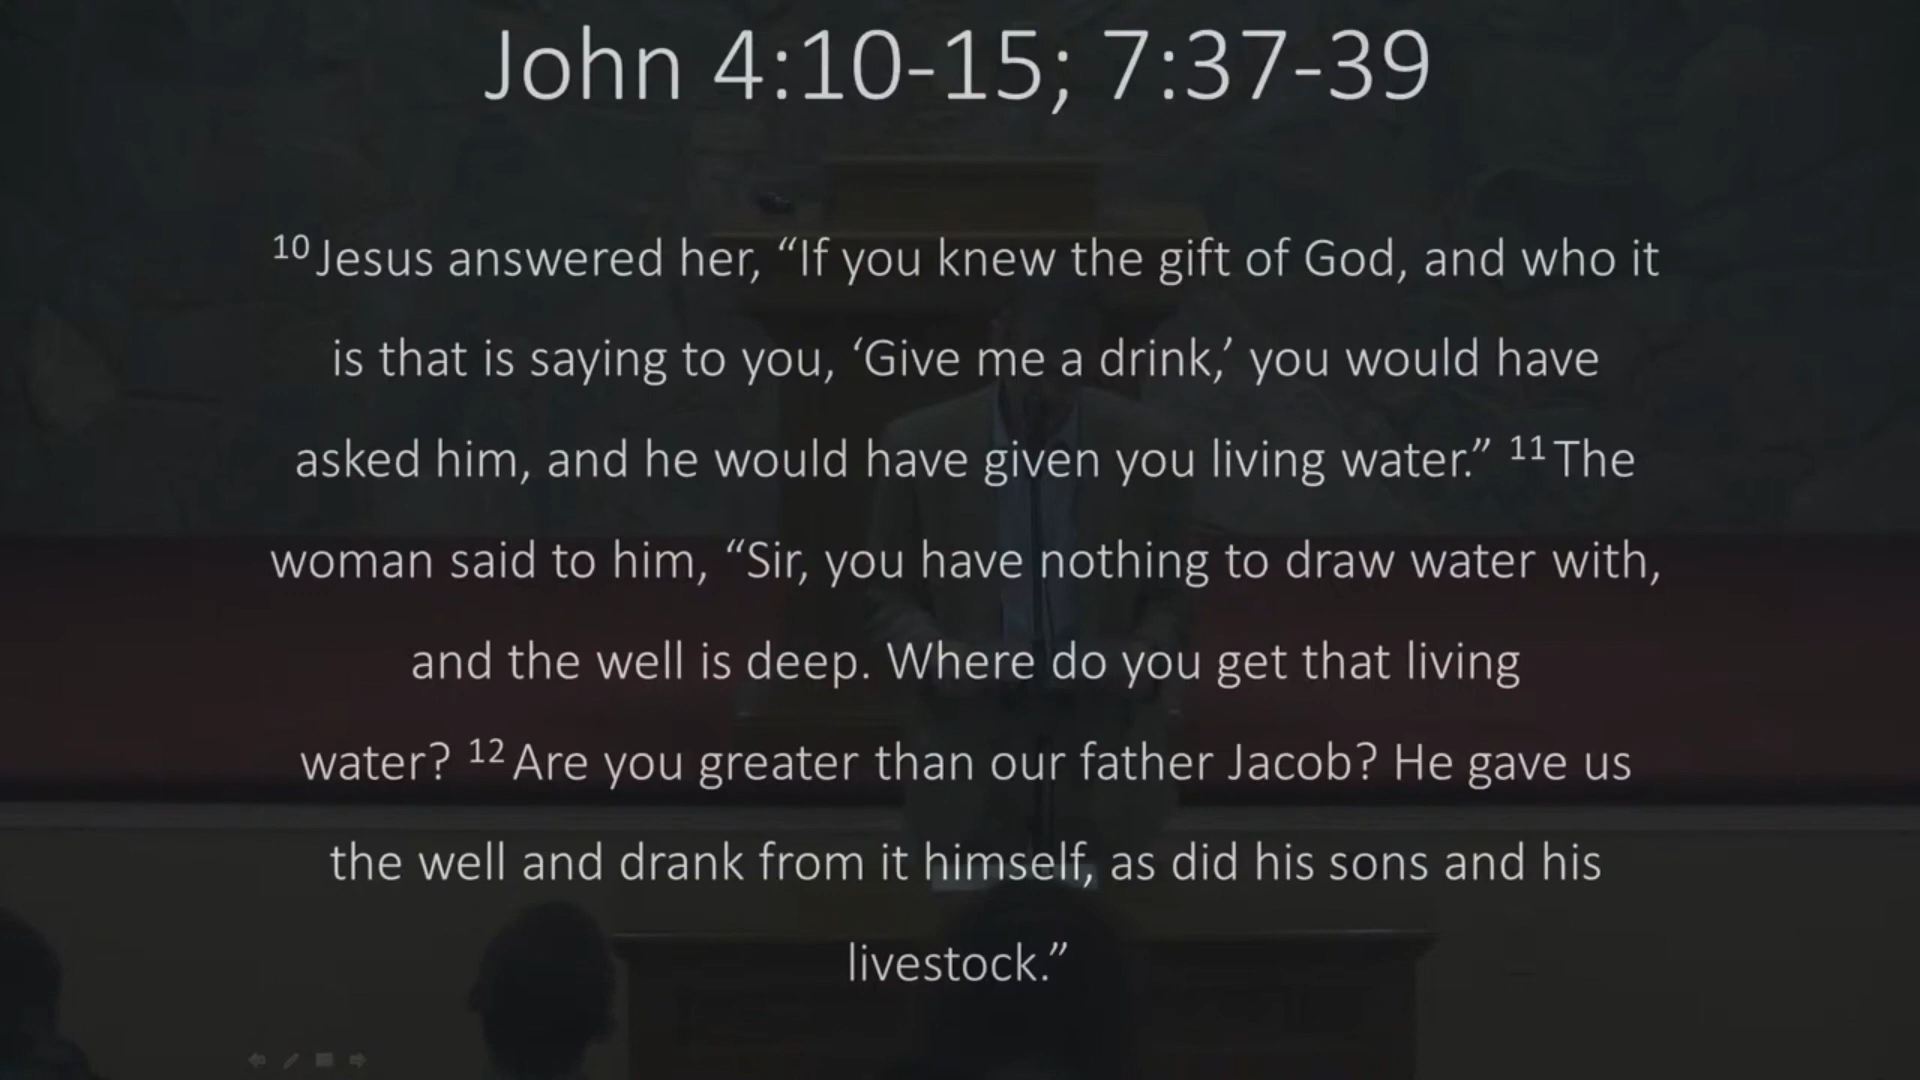 John 4:10-15; 7:37-39
10 Jesus answered her, “If you knew the gift of God, and who it
is that is saying to you, ‘Give me a drink,’ you would have
asked him, and he would have given you living water.” 11 The
woman said to him, “Sir, you have nothing to draw water with,
and the well is deep. Where do you get that living
water? 12 Are you greater than our father Jacob? He gave us
the well and drank from it himself, as did his sons and his
livestock.”